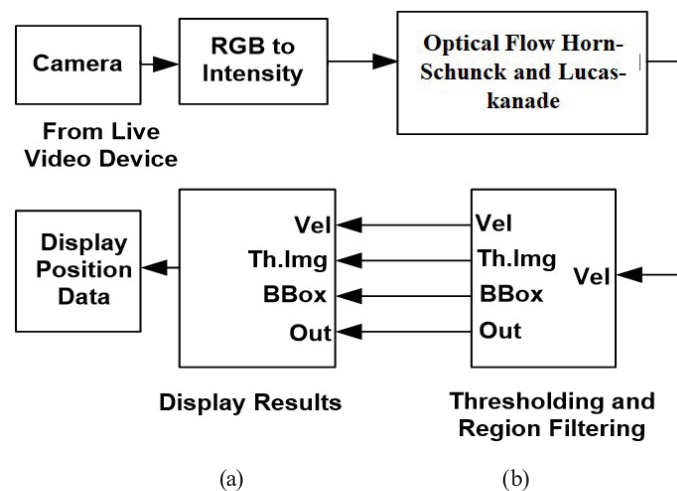 Camera
RGB to
Intensity
Optical Flow Horn-
Schunck and Lucas-
kanade
From Live
Video Device
Display
Position
Data
Vel
Th.Img
BBox
Out
Vel
Th.Img
BBox
Out
Vel
Display Results
Thresholding and
Region Filtering
(a)
(b)